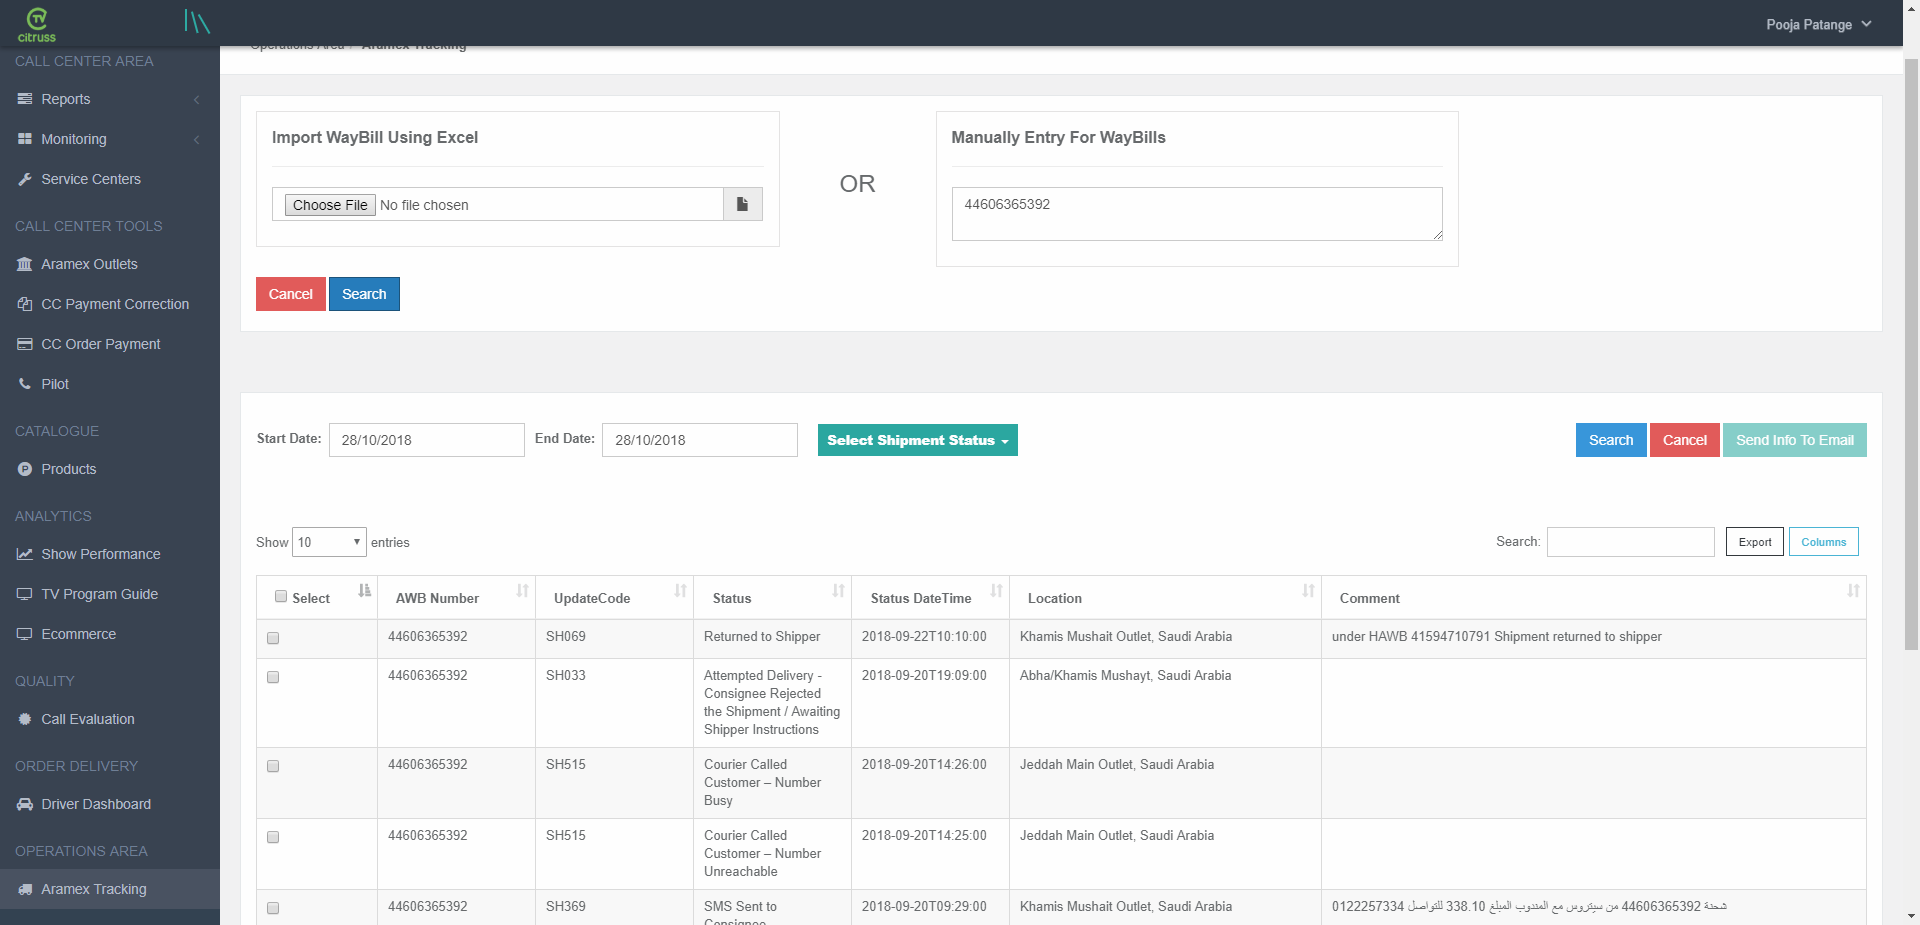 TV
citruss
Pooja Patange
Operations Area / Aramex Tracking
CALL CENTER AREA
Reports
Monitoring
Service Centers
CALL CENTER TOOLS
Aramex Outlets
CC Payment Correction
CC Order Payment
Pilot
CATALOGUE
Products
ANALYTICS
Show Performance
TV Program Guide
Ecommerce
QUALITY
Call Evaluation
ORDER DELIVERY
Driver Dashboard
OPERATIONS AREA
Aramex Tracking
Import WayBill Using Excel
Choose File No file chosen
OR
Manually Entry For WayBills
44606365392
Cancel Search
Start Date: 28/10/2018 End Date: 28/10/2018 Select Shipment Status Search Cancel Send Info To Email
Show 10 entries Search: Export Columns
Select AWB Number UpdateCode Status Status DateTime Location Comment
44606365392 SH069 Returned to Shipper 2018-09-22T10:10:00 Khamis Mushait Outlet, Saudi Arabia under HAWB 41594710791 Shipment returned to shipper
44606365392 SH033 Attempted Delivery - 2018-09-20T19:09:00 Abha/Khamis Mushayt, Saudi Arabia
Consignee Rejected
the Shipment / Awaiting
Shipper Instructions
44606365392 SH515 Courier Called 2018-09-20T14:26:00 Jeddah Main Outlet, Saudi Arabia
Customer – Number
Busy
44606365392 SH515 Courier Called 2018-09-20T14:25:00 Jeddah Main Outlet, Saudi Arabia
Customer – Number
Unreachable
44606365392 SH369 SMS Sent to 2018-09-20T09:29:00 Khamis Mushait Outlet, Saudi Arabia شحنة 44606365392 من سيتروس مع المندوب المبلغ 338.10 للتواصل 0122257334
Consignee